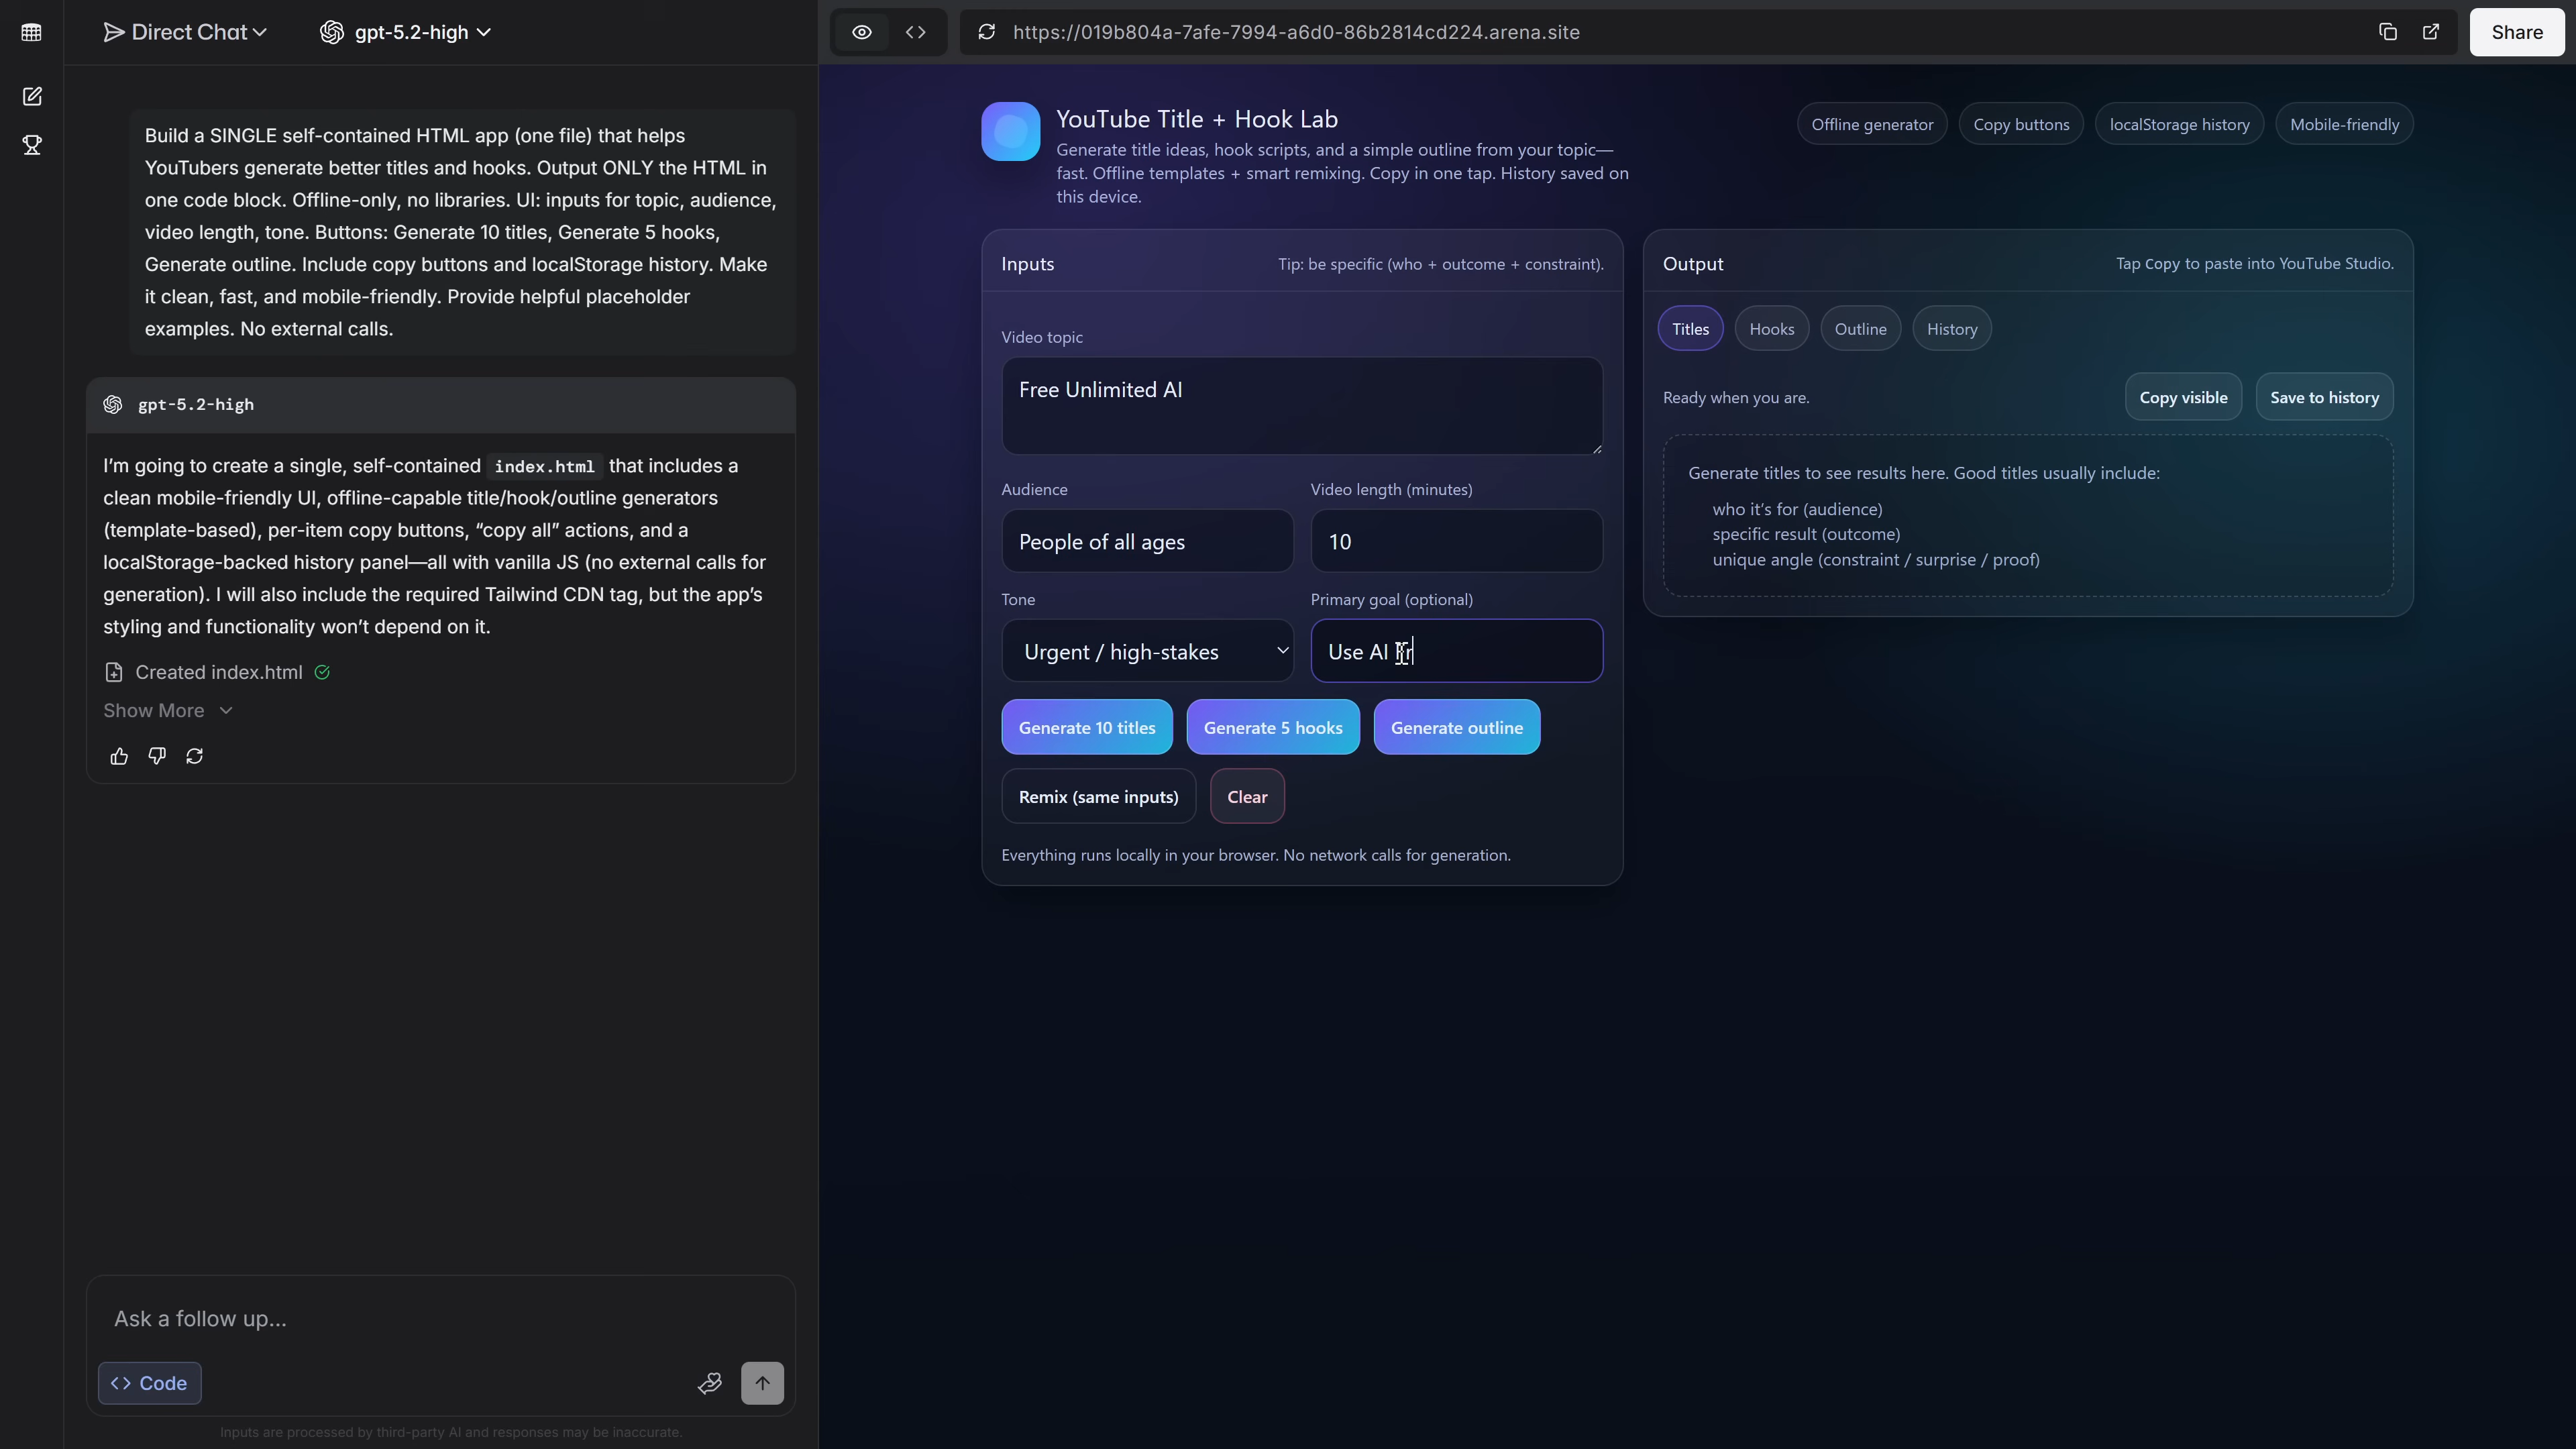 Direct Chat
gpt-5.2-high
https://019b804a-7afe-7994-a6d0-86b2814cd224.arena.site
Share
Build a SINGLE self-contained HTML app (one file) that helps
YouTubers generate better titles and hooks. Output ONLY the HTML in
one code block. Offline-only, no libraries. UI: inputs for topic, audience,
video length, tone. Buttons: Generate 10 titles, Generate 5 hooks,
Generate outline. Include copy buttons and localStorage history. Make
it clean, fast, and mobile-friendly. Provide helpful placeholder
examples. No external calls.
gpt-5.2-high
I'm going to create a single, self-contained index.html that includes a
clean mobile-friendly UI, offline-capable title/hook/outline generators
(template-based), per-item copy buttons, “copy all” actions, and a
localStorage-backed history panel—all with vanilla JS (no external calls for
generation). I will also include the required Tailwind CDN tag, but the app's
styling and functionality won't depend on it.
Created index.html
Show More
Ask a follow up...
Code
Inputs are processed by third-party AI and responses may be inaccurate.
YouTube Title + Hook Lab
Generate title ideas, hook scripts, and a simple outline from your topic—
fast. Offline templates + smart remixing. Copy in one tap. History saved on
this device.
Offline generator
Copy buttons
localStorage history
Mobile-friendly
Inputs
Tip: be specific (who + outcome + constraint).
Video topic
Free Unlimited AI
Audience
Video length (minutes)
People of all ages
10
Tone
Primary goal (optional)
Urgent / high-stakes
Use AI fr
Generate 10 titles
Generate 5 hooks
Generate outline
Remix (same inputs)
Clear
Everything runs locally in your browser. No network calls for generation.
Output
Tap Copy to paste into YouTube Studio.
Titles
Hooks
Outline
History
Ready when you are.
Copy visible
Save to history
Generate titles to see results here. Good titles usually include:
who it's for (audience)
specific result (outcome)
unique angle (constraint / surprise / proof)